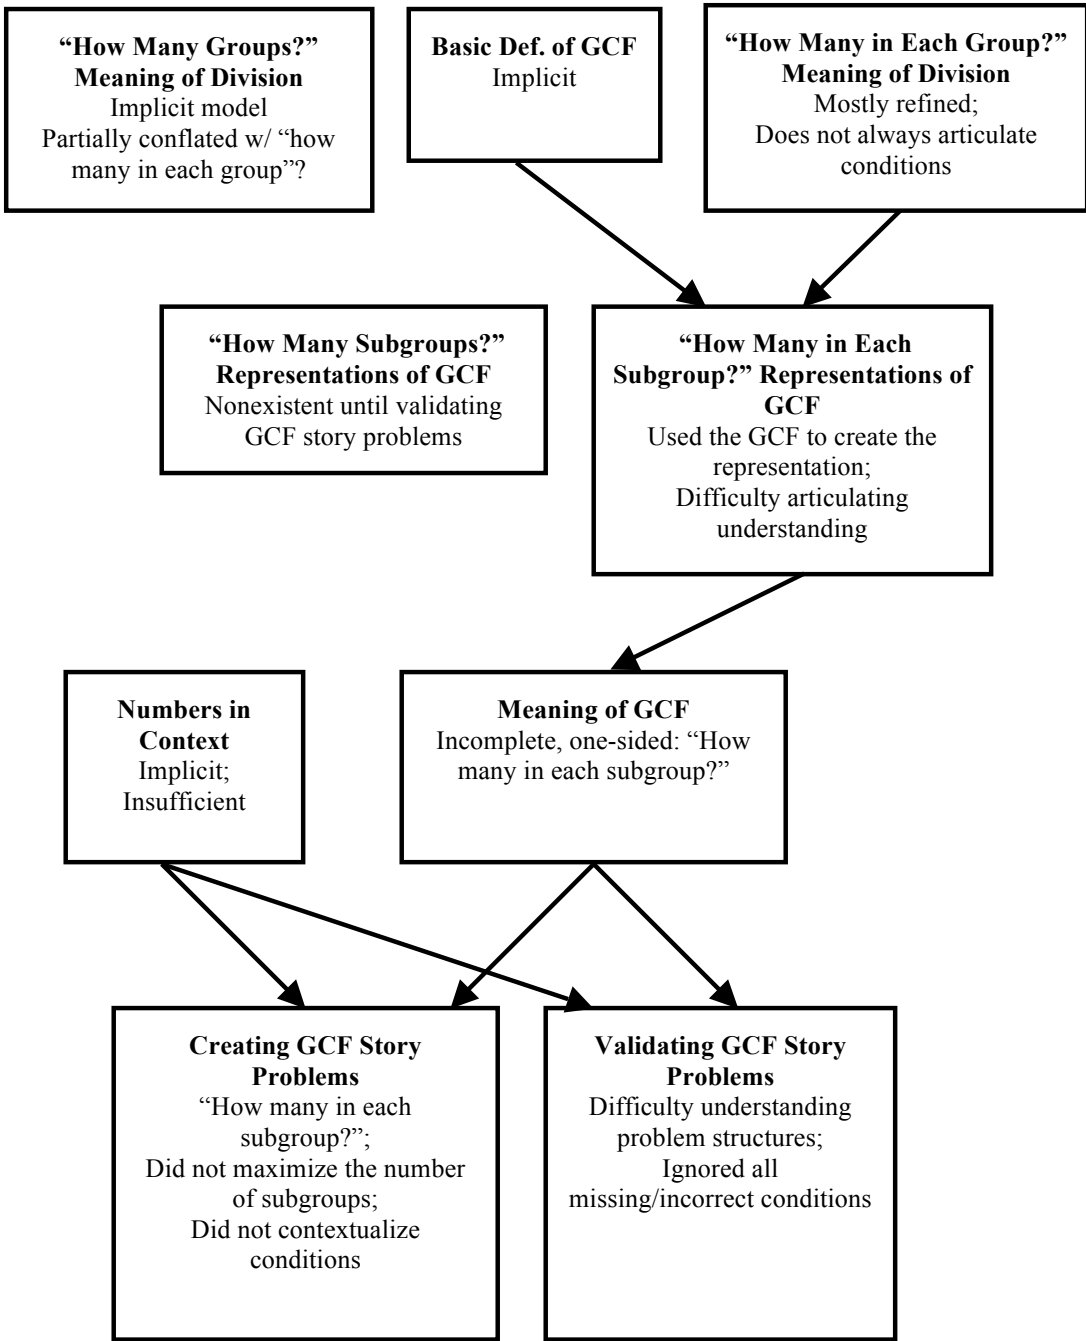 “How Many Groups?”
Meaning of Division
Implicit model
Partially conflated w/ “how
many in each group”?
Basic Def. of GCF
Implicit
“How Many in Each Group?”
Meaning of Division
Mostly refined;
Does not always articulate
conditions
“How Many Subgroups?”
Representations of GCF
Nonexistent until validating
GCF story problems
“How Many in Each
Subgroup?” Representations of
GCF
Used the GCF to create the
representation;
Difficulty articulating
understanding
Numbers in
Context
Implicit;
Insufficient
Meaning of GCF
Incomplete, one-sided: “How
many in each subgroup?”
Creating GCF Story
Problems
“How many in each
subgroup?”;
Did not maximize the number
of subgroups;
Did not contextualize
conditions
Validating GCF Story
Problems
Difficulty understanding
problem structures;
Ignored all
missing/incorrect conditions